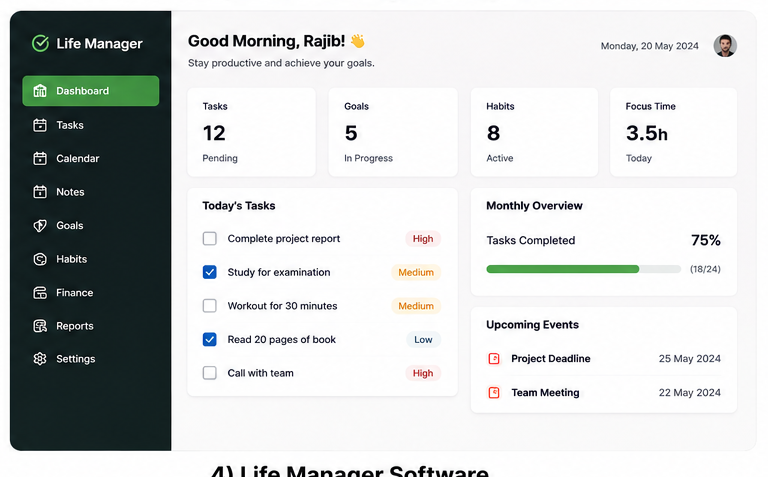 Life Manager
Dashboard
Tasks
Calendar
Notes
Goals
Habits
Finance
Reports
Settings
Good Morning, Rajib! 👋
Stay productive and achieve your goals.
Monday, 20 May 2024
Tasks
12
Pending
Goals
5
In Progress
Habits
8
Active
Focus Time
3.5h
Today
Today's Tasks
Complete project report High
Study for examination Medium
Workout for 30 minutes Medium
Read 20 pages of book Low
Call with team High
Monthly Overview
Tasks Completed 75%
(18/24)
Upcoming Events
Project Deadline 25 May 2024
Team Meeting 22 May 2024
4) Life Manager Software